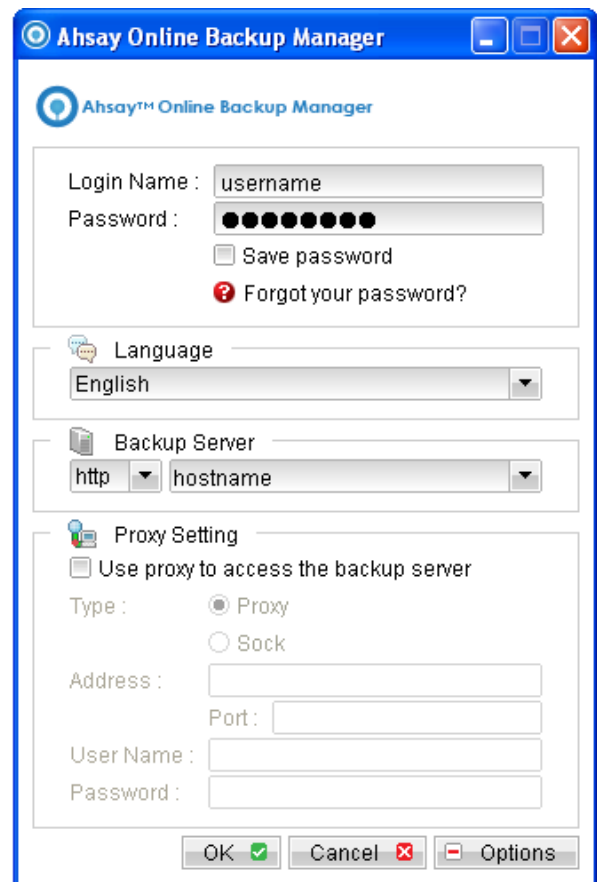 Ahsay Online Backup Manager
Ahsay™ Online Backup Manager
Login Name : username
Password : ●●●●●●●●
Save password
Forgot your password?
Language
English
Backup Server
http hostname
Proxy Setting
Use proxy to access the backup server
Type : Proxy
Sock
Address :
Port :
User Name :
Password :
OK Cancel Options